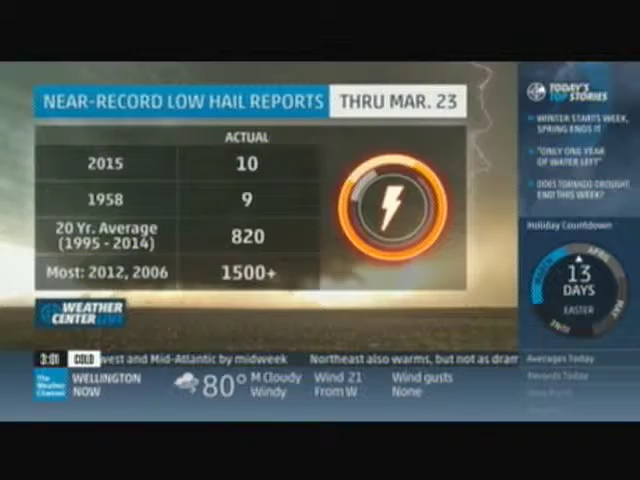 NEAR-RECORD LOW HAIL REPORTS THRU MAR. 23
ACTUAL
2015 10
1958 9
20 Yr. Average
(1995 - 2014) 820
Most: 2012, 2006 1500+
WEATHER
CENTER LIVE
TODAY'S
TOP STORIES
WINTER STARTS WEEK,
SPRING ENDS IT
"ONLY ONE YEAR
OF WATER LEFT"
DOES TORNADO DROUGHT
END THIS WEEK?
Holiday Countdown
MARCH
APRIL
MAY
JUNE
13
DAYS
EASTER
3:01 COLD west and Mid-Atlantic by midweek Northeast also warms, but not as dram
Averages Today
Records Today
The
Weather
Channel
WELLINGTON
NOW
80° M Cloudy
Windy
Wind 21
From W
Wind gusts
None